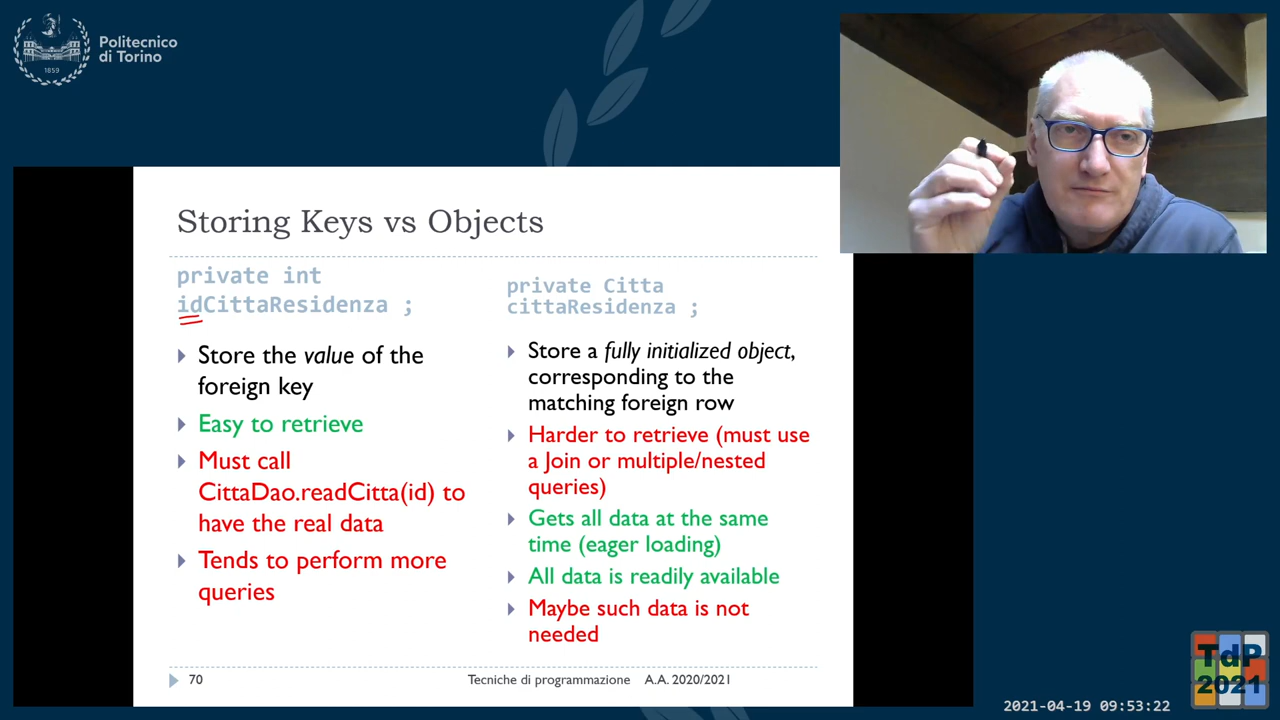 Politecnico
di Torino
1859
Storing Keys vs Objects
private int
idCittaResidenza ;
Store the value of the
foreign key
Easy to retrieve
Must call
CittaDao.readCitta(id) to
have the real data
Tends to perform more
queries
private Citta
cittaResidenza ;
Store a fully initialized object,
corresponding to the
matching foreign row
Harder to retrieve (must use
a Join or multiple/nested
queries)
Gets all data at the same
time (eager loading)
All data is readily available
Maybe such data is not
needed
70
Tecniche di programmazione A.A. 2020/2021
TdP
2021
2021-04-19 09:53:22